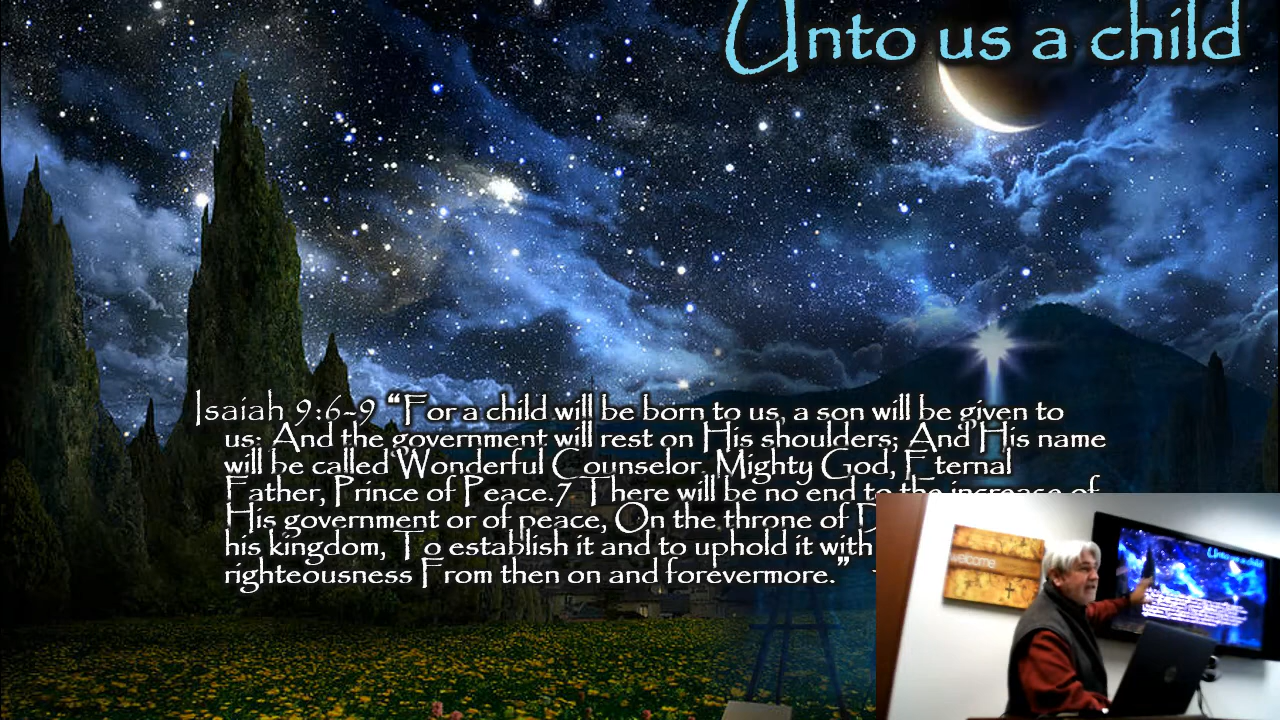 Unto us a child
Isaiah 9:6-9 “For a child will be born to us, a son will be given to
us; And the government will rest on His shoulders; And His name
will be called Wonderful Counselor, Mighty God, Eternal
Father, Prince of Peace.7 There will be no end to the increase of
His government or of peace, On the throne of
his kingdom, To establish it and to uphold it with
righteousness From then on and forevermore.”
welcome
Unto us a child